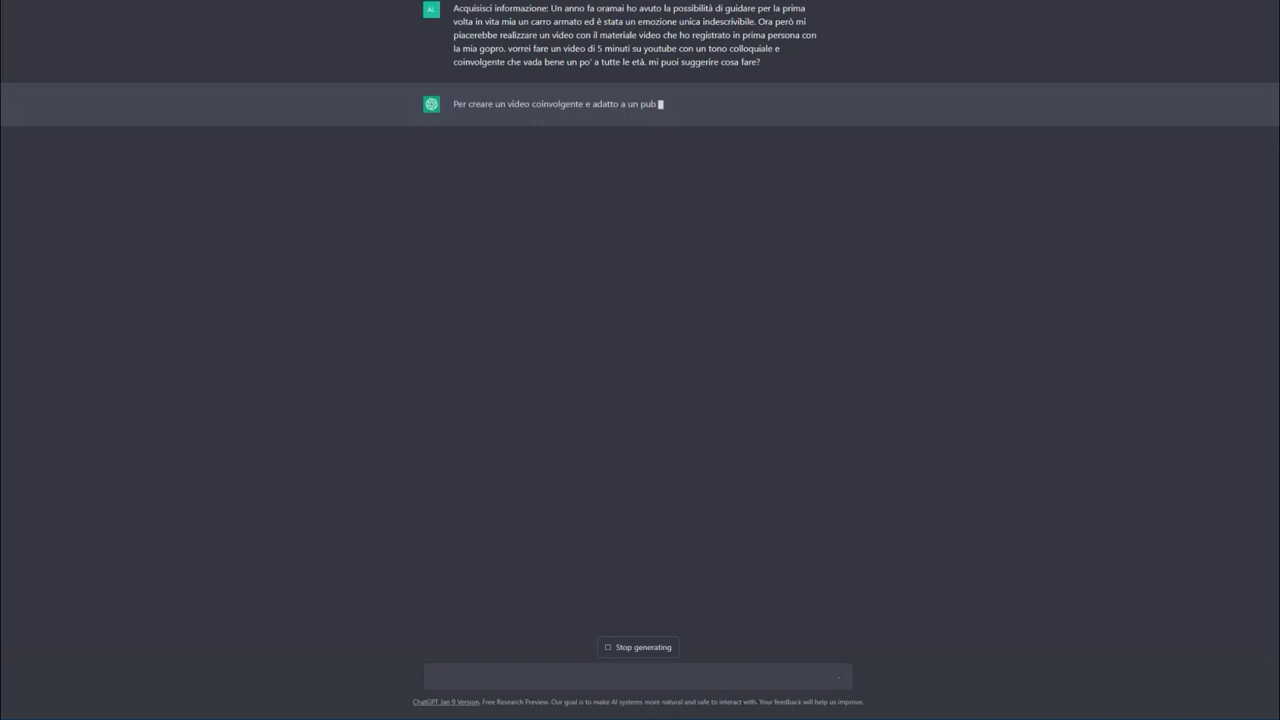 AL
Acquisisci informazione: Un anno fa oramai ho avuto la possibilità di guidare per la prima
volta in vita mia un carro armato ed è stata un emozione unica indescrivibile. Ora però mi
piacerebbe realizzare un video con il materiale video che ho registrato in prima persona con
la mia gopro. vorrei fare un video di 5 minuti su youtube con un tono colloquiale e
coinvolgente che vada bene un po' a tutte le età. mi puoi suggerire cosa fare?
Per creare un video coinvolgente e adatto a un pub
Stop generating
ChatGPT Jan 9 Version. Free Research Preview. Our goal is to make AI systems more natural and safe to interact with. Your feedback will help us improve.